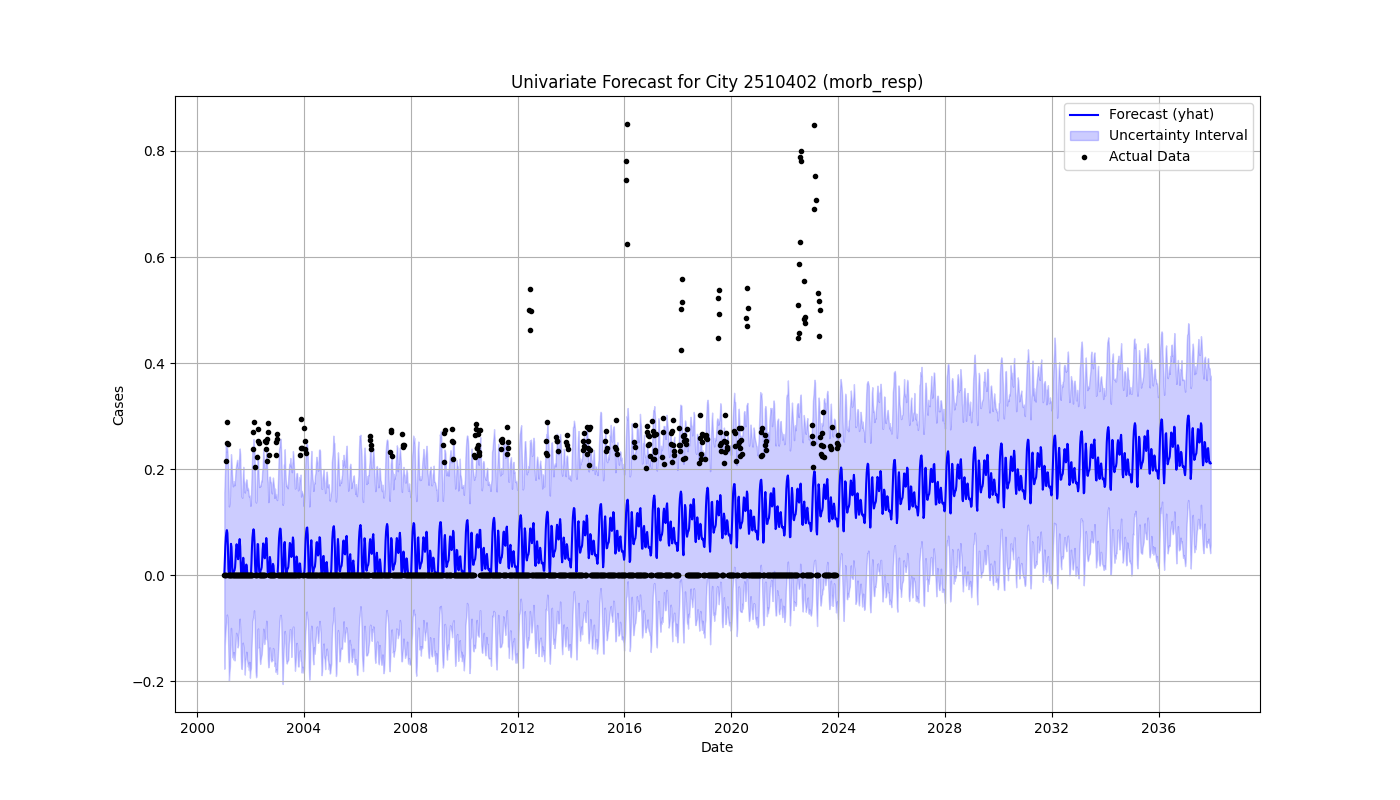 Univariate Forecast for City 2510402 (morb_resp)
Forecast (yhat)
Uncertainty Interval
Actual Data
0.8
0.6
0.4
0.2
0.0
−0.2
Cases
2000 2004 2008 2012 2016 2020 2024 2028 2032 2036
Date